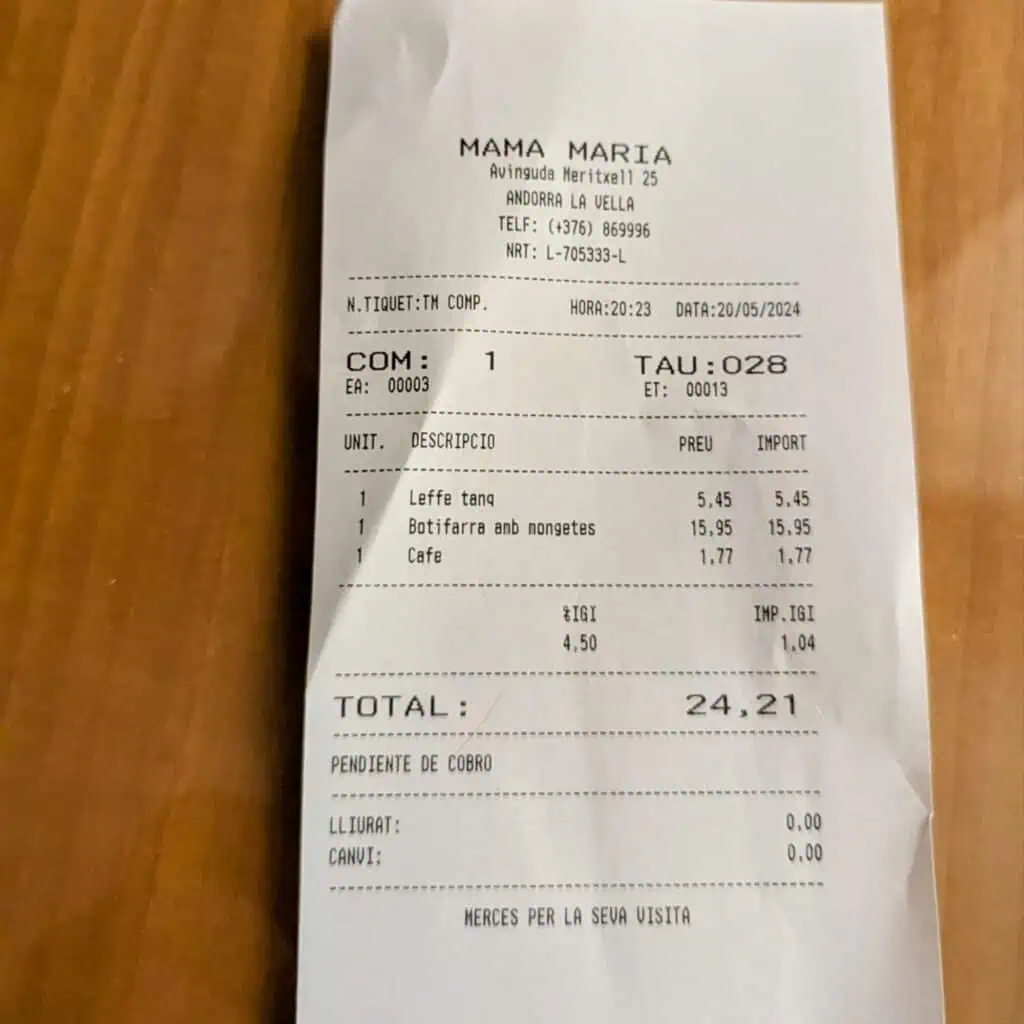 MAMA MARIA
Avinguda Meritxell 25
ANDORRA LA VELLA
TELF: (+376) 869996
NRT: L-705333-L
N.TIQUET:TM COMP. HORA:20:23 DATA:20/05/2024
COM: 1 TAU:028
EA: 00003 ET: 00013
UNIT. DESCRIPCIO PREU IMPORT
1 Leffe tanq 5,45 5,45
1 Botifarra amb mongetes 15,95 15,95
1 Cafe 1,77 1,77
%IGI IMP.IGI
4,50 1,04
TOTAL: 24,21
PENDIENTE DE COBRO
LLIURAT: 0,00
CANVI: 0,00
MERCES PER LA SEVA VISITA